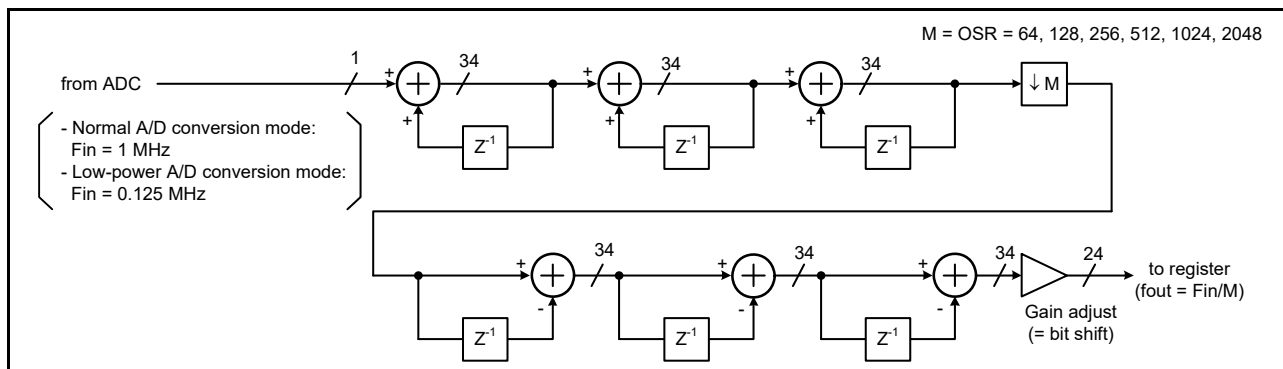 M = OSR = 64, 128, 256, 512, 1024, 2048
1
34
34
34
from ADC
+
+
+
↓ M
+
+
+
- Normal A/D conversion mode:
Fin = 1 MHz
- Low-power A/D conversion mode:
Fin = 0.125 MHz
Z-1
Z-1
Z-1
34
34
34
24
+
+
+
to register
(fout = Fin/M)
-
-
-
Gain adjust
(= bit shift)
Z-1
Z-1
Z-1